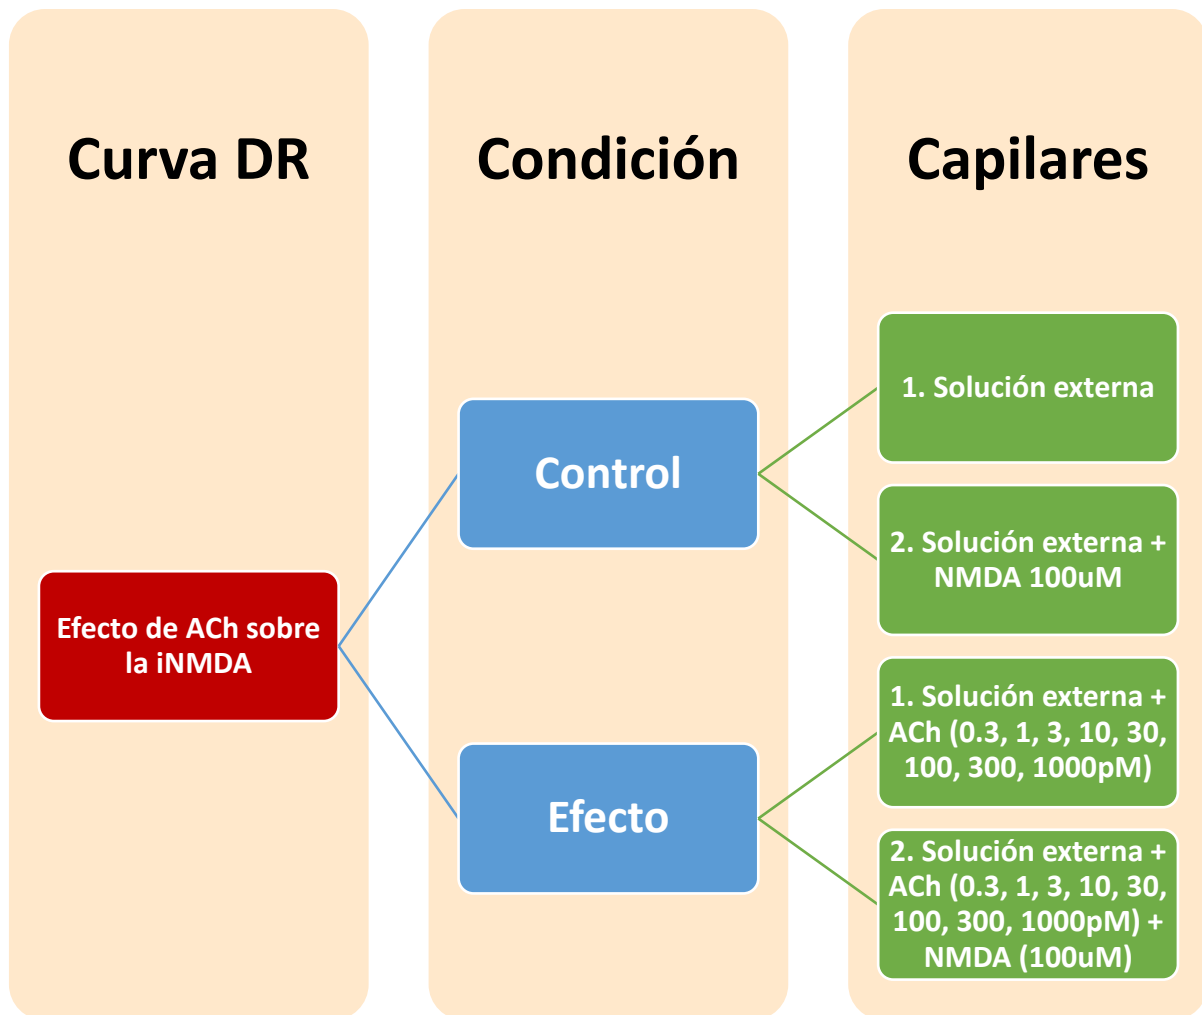 Curva DR
Condición
Capilares
Efecto de ACh sobre
la iNMDA
Control
Efecto
1. Solución externa
2. Solución externa +
NMDA 100uM
1. Solución externa +
ACh (0.3, 1, 3, 10, 30,
100, 300, 1000pM)
2. Solución externa +
ACh (0.3, 1, 3, 10, 30,
100, 300, 1000pM) +
NMDA (100uM)